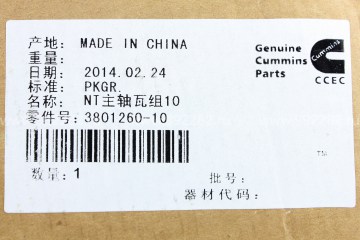 产地: MADE IN CHINA
重量:
日期: 2014.02.24
标准: PKGR.
名称: NT主轴瓦组10
零件号: 3801260-10
数量: 1
批号:
器材代码:
Genuine
Cummins
Parts
CCEC